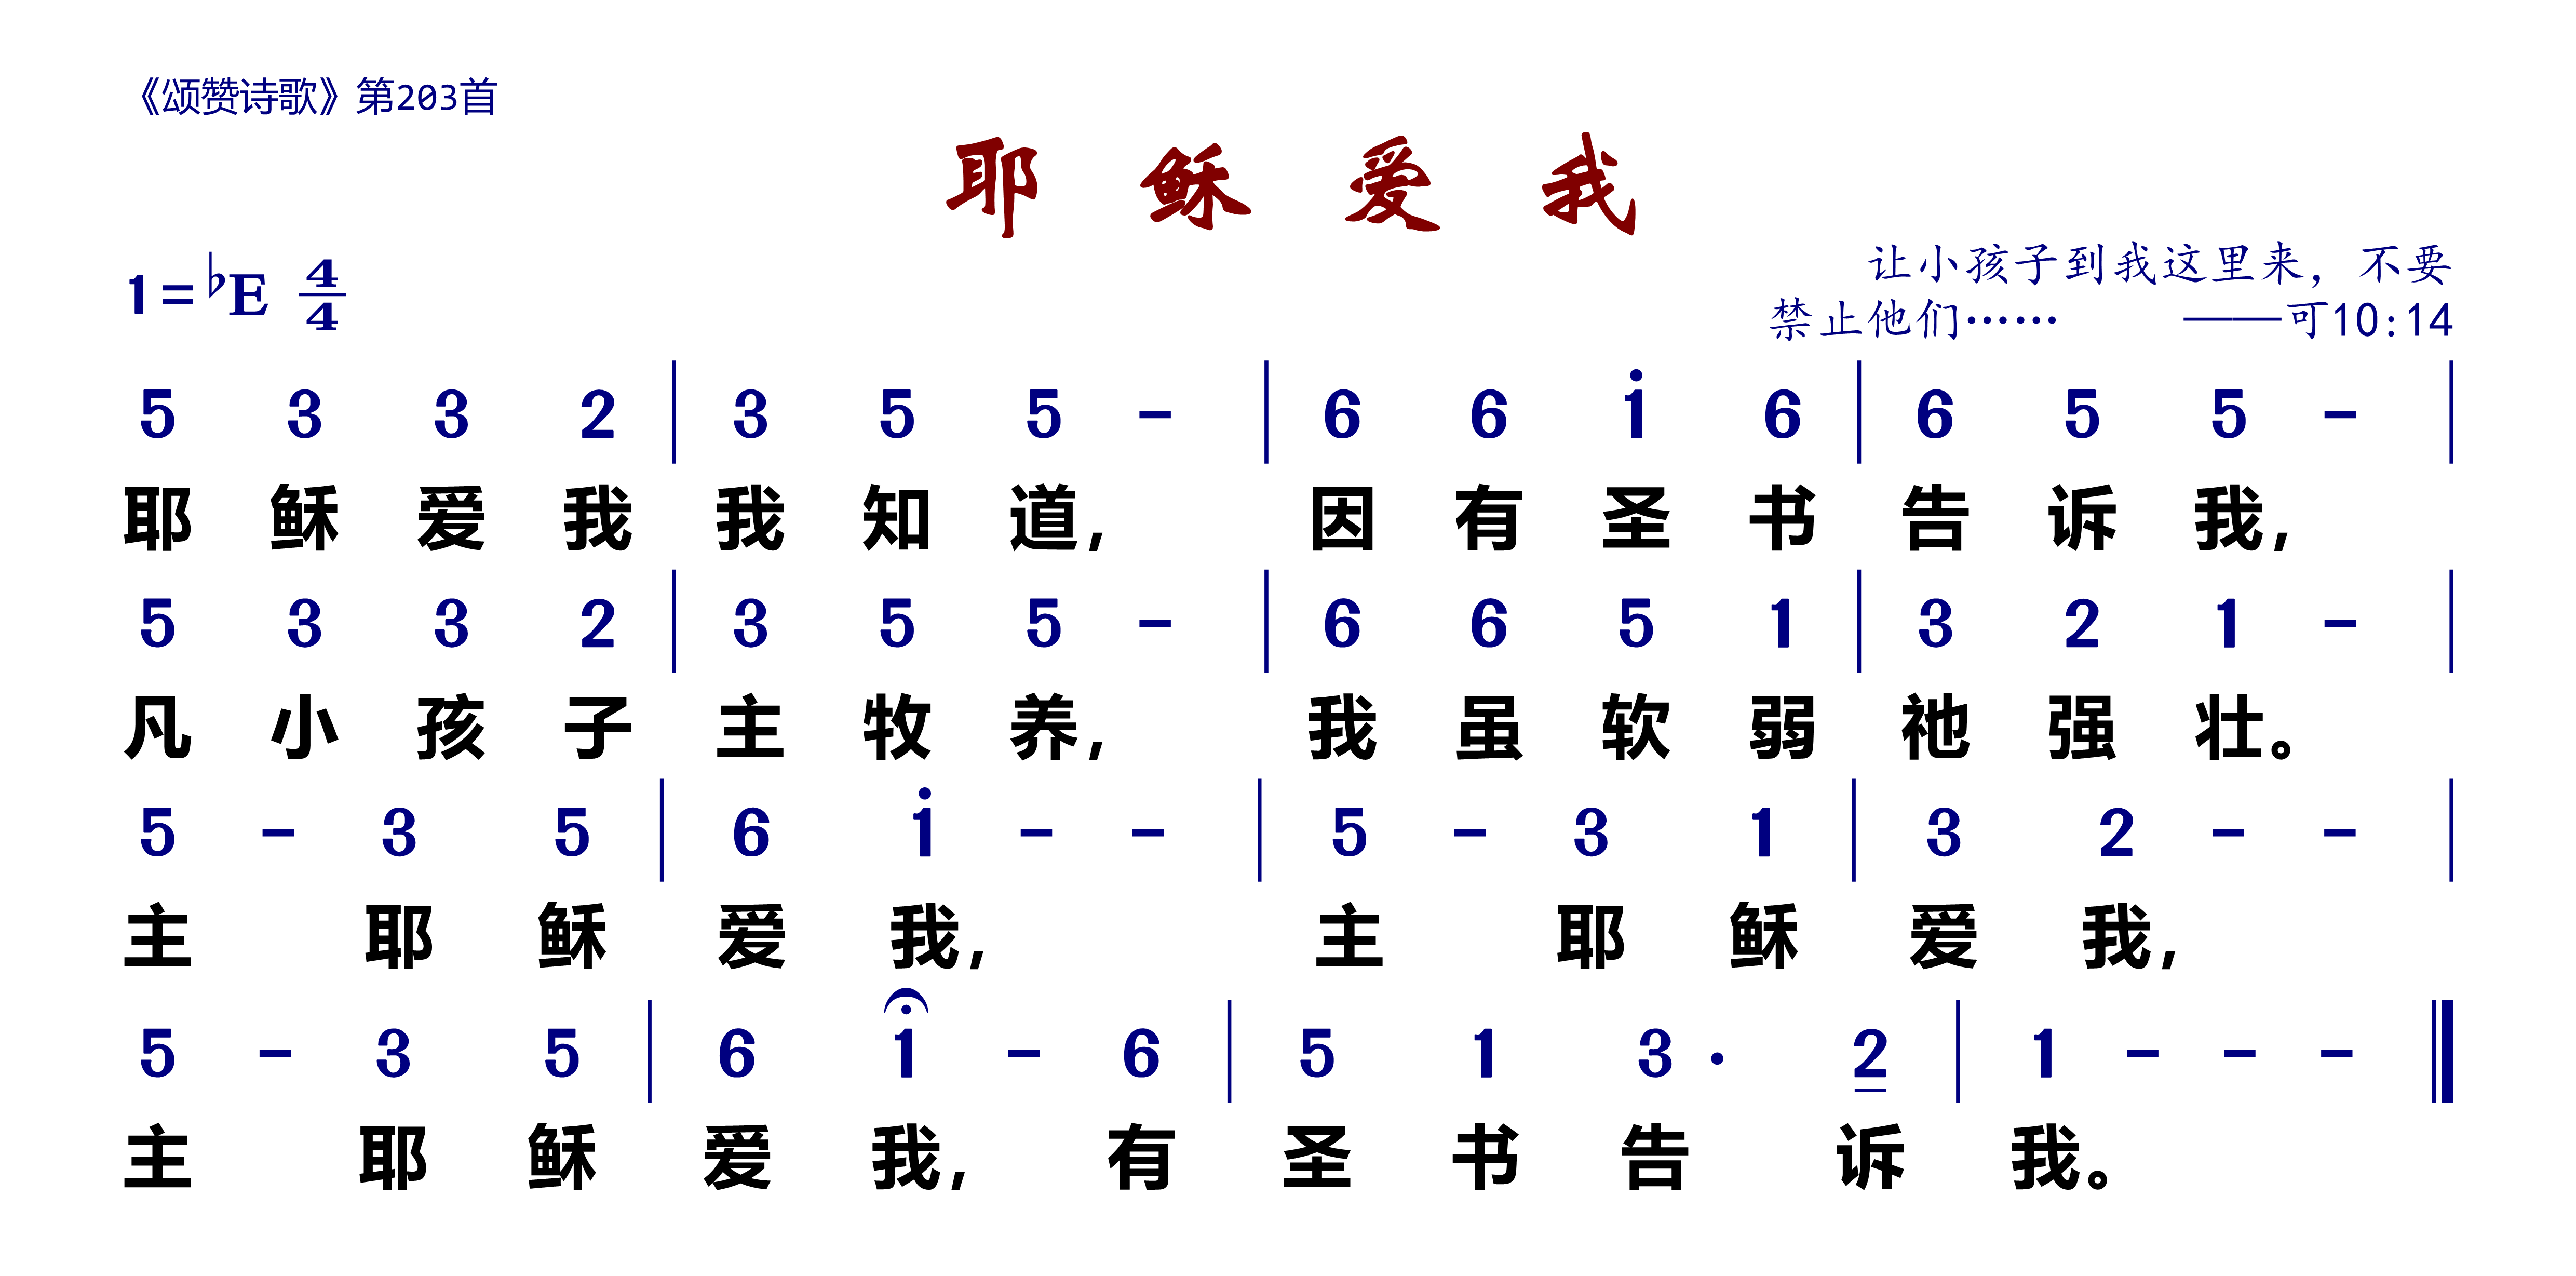 《颂赞诗歌》第203首
耶 稣 爱 我
1=♭E 4/4
让小孩子到我这里来，不要
禁止他们…… ——可10:14
5 3 3 2 | 3 5 5 - | 6 6 1̇ 6 | 6 5 5 - |
耶 稣 爱 我 我 知 道， 因 有 圣 书 告 诉 我，
5 3 3 2 | 3 5 5 - | 6 6 5 1 | 3 2 1 - |
凡 小 孩 子 主 牧 养， 我 虽 软 弱 祂 强 壮。
5 - 3 5 | 6 1̇ - - | 5 - 3 1 | 3 2 - - |
主 耶 稣 爱 我， 主 耶 稣 爱 我，
5 - 3 5 | 6 1̇ - 6 | 5 1 3 · 2 | 1 - - - ‖
主 耶 稣 爱 我， 有 圣 书 告 诉 我。